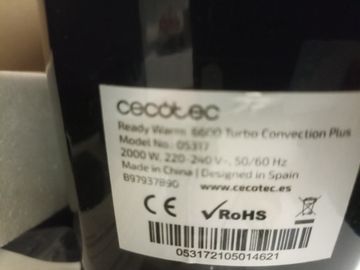 cecotec
Ready Warm 6600 Turbo Convection Plus
Model No.: 05317
2000 W, 220-240 V~, 50/60 Hz
Made in China | Designed in Spain
B97937890 www.cecotec.es
CE RoHS
053172105014621